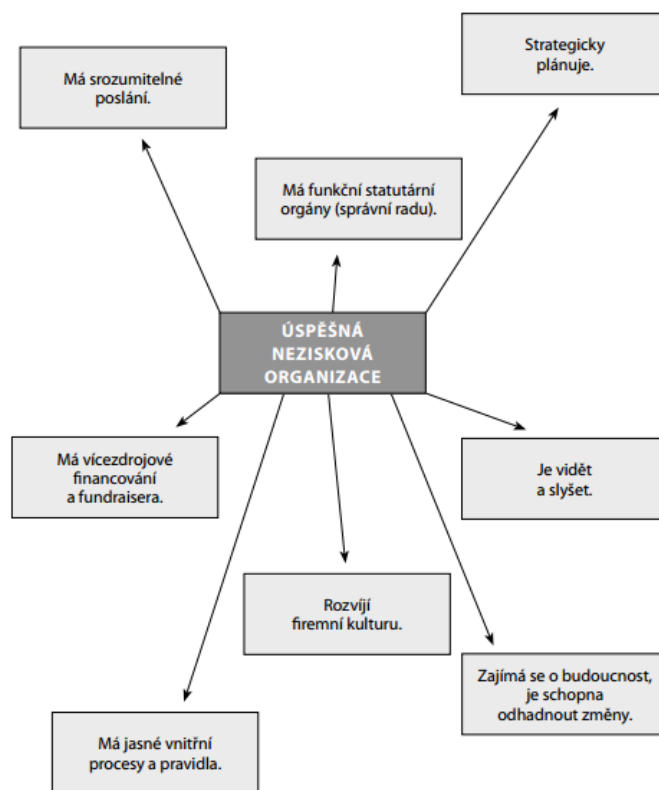 Má srozumitelné
poslání.
Strategicky
plánuje.
Má funkční statutární
orgány (správní radu).
ÚSPĚŠNÁ
NEZISKOVÁ
ORGANIZACE
Má vícezdrojové
financování
a fundraisera.
Je vidět
a slyšet.
Rozvíjí
firemní kulturu.
Zajímá se o budoucnost,
je schopna
odhadnout změny.
Má jasné vnitřní
procesy a pravidla.